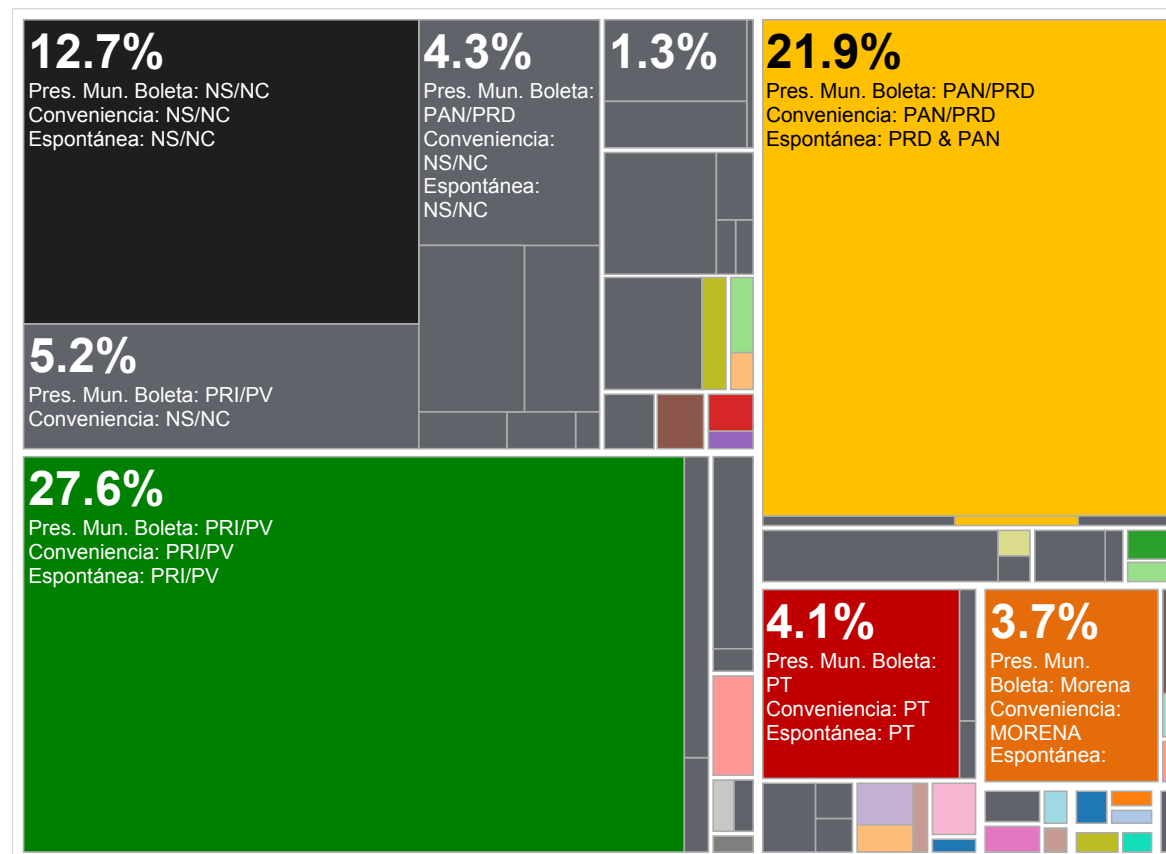 12.7%
Pres. Mun. Boleta: NS/NC
Conveniencia: NS/NC
Espontánea: NS/NC
4.3%
Pres. Mun. Boleta:
PAN/PRD
Conveniencia:
NS/NC
Espontánea:
NS/NC
1.3%
21.9%
Pres. Mun. Boleta: PAN/PRD
Conveniencia: PAN/PRD
Espontánea: PRD & PAN
5.2%
Pres. Mun. Boleta: PRI/PV
Conveniencia: NS/NC
27.6%
Pres. Mun. Boleta: PRI/PV
Conveniencia: PRI/PV
Espontánea: PRI/PV
4.1%
Pres. Mun. Boleta:
PT
Conveniencia: PT
Espontánea: PT
3.7%
Pres. Mun.
Boleta: Morena
Conveniencia:
MORENA
Espontánea: